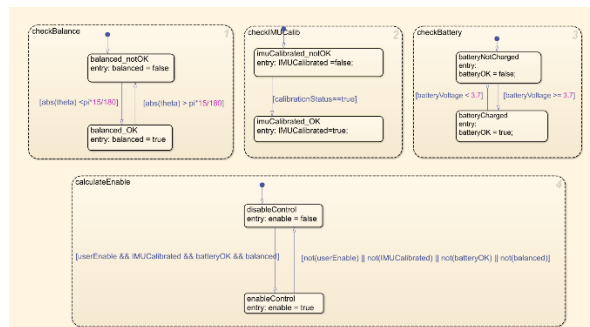 checkBalance
1
balanced_notOK
entry: balanced = false
[abs(theta) <pi*15/180]
[abs(theta) > pi*15/180]
balanced_OK
entry: balanced = true
checkIMUCalib
2
imuCalibrated_notOK
entry: IMUCalibrated =false;
[calibrationStatus==true]
imuCalibrated_OK
entry: IMUCalibrated=true;
checkBattery
3
batteryNotCharged
entry:
batteryOK = false;
[batteryVoltage < 3.7]
[batteryVoltage >= 3.7]
batteryCharged
entry:
batteryOK = true;
calculateEnable
4
disableControl
entry: enable = false
[userEnable && IMUCalibrated && batteryOK && balanced]
[not(userEnable) || not(IMUCalibrated) || not(batteryOK) || not(balanced)]
enableControl
entry: enable = true